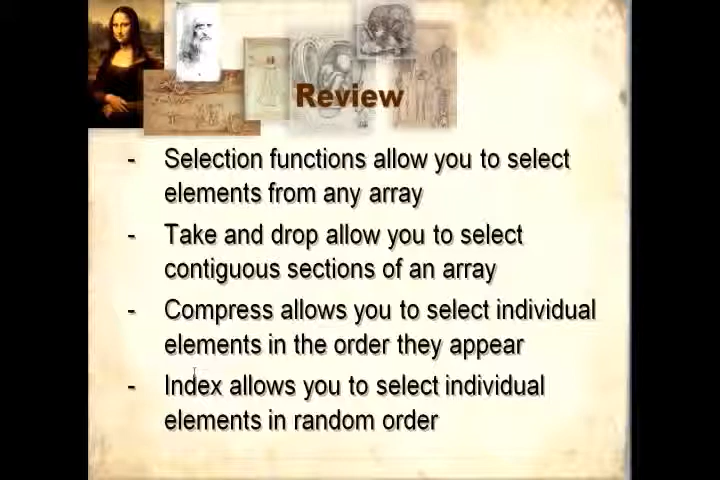 Review
- Selection functions allow you to select
elements from any array
- Take and drop allow you to select
contiguous sections of an array
- Compress allows you to select individual
elements in the order they appear
- Index allows you to select individual
elements in random order